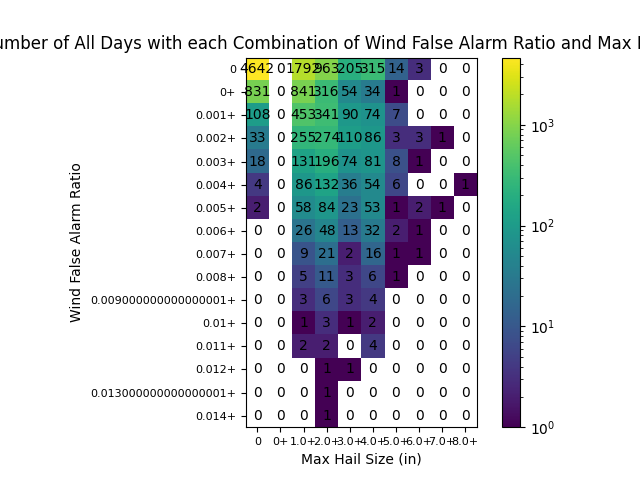 umber of All Days with each Combination of Wind False Alarm Ratio and Max
Wind False Alarm Ratio
0 4642 0 1792 963 205 315 14 3 0 0
0+ 831 0 841 316 54 34 1 0 0 0
0.001+ 108 0 453 341 90 74 7 0 0 0
0.002+ 33 0 255 274 110 86 3 3 1 0
0.003+ 18 0 131 196 74 81 8 1 0 0
0.004+ 4 0 86 132 36 54 6 0 0 1
0.005+ 2 0 58 84 23 53 1 2 1 0
0.006+ 0 0 26 48 13 32 2 1 0 0
0.007+ 0 0 9 21 2 16 1 1 0 0
0.008+ 0 0 5 11 3 6 1 0 0 0
0.009000000000000001+ 0 0 3 6 3 4 0 0 0 0
0.01+ 0 0 1 3 1 2 0 0 0 0
0.011+ 0 0 2 2 0 4 0 0 0 0
0.012+ 0 0 0 1 1 0 0 0 0 0
0.013000000000000001+ 0 0 0 1 0 0 0 0 0 0
0.014+ 0 0 0 1 0 0 0 0 0 0
0 0+ 1.0+ 2.0+ 3.0+ 4.0+ 5.0+ 6.0+ 7.0+ 8.0+
Max Hail Size (in)
10³
10²
10¹
10⁰